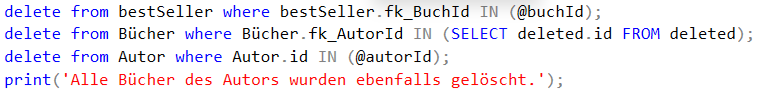 delete from bestSeller where bestSeller.fk_BuchId IN (@buchId);
delete from Bücher where Bücher.fk_AutorId IN (SELECT deleted.id FROM deleted);
delete from Autor where Autor.id IN (@autorId);
print('Alle Bücher des Autors wurden ebenfalls gelöscht.');